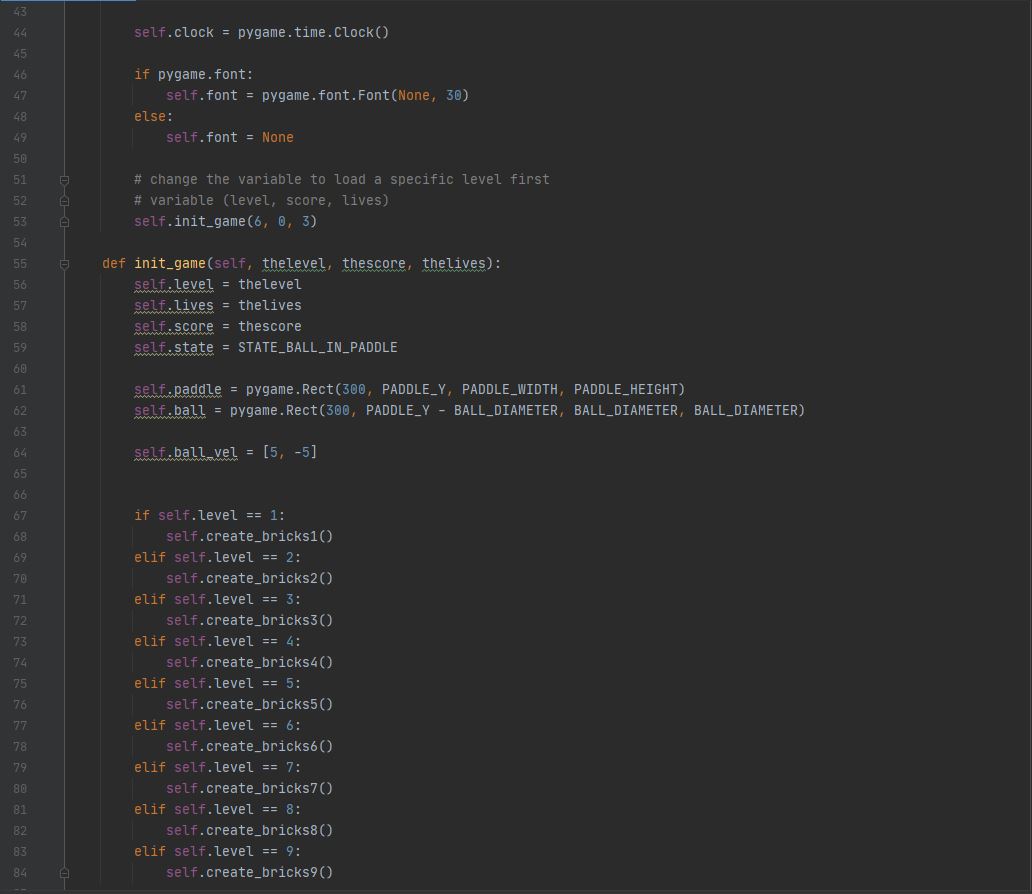 43
44 self.clock = pygame.time.Clock()
45
46 if pygame.font:
47 self.font = pygame.font.Font(None, 30)
48 else:
49 self.font = None
50
51 # change the variable to load a specific level first
52 # variable (level, score, lives)
53 self.init_game(6, 0, 3)
54
55 def init_game(self, thelevel, thescore, thelives):
56 self.level = thelevel
57 self.lives = thelives
58 self.score = thescore
59 self.state = STATE_BALL_IN_PADDLE
60
61 self.paddle = pygame.Rect(300, PADDLE_Y, PADDLE_WIDTH, PADDLE_HEIGHT)
62 self.ball = pygame.Rect(300, PADDLE_Y - BALL_DIAMETER, BALL_DIAMETER, BALL_DIAMETER)
63
64 self.ball_vel = [5, -5]
65
66
67 if self.level == 1:
68 self.create_bricks1()
69 elif self.level == 2:
70 self.create_bricks2()
71 elif self.level == 3:
72 self.create_bricks3()
73 elif self.level == 4:
74 self.create_bricks4()
75 elif self.level == 5:
76 self.create_bricks5()
77 elif self.level == 6:
78 self.create_bricks6()
79 elif self.level == 7:
80 self.create_bricks7()
81 elif self.level == 8:
82 self.create_bricks8()
83 elif self.level == 9:
84 self.create_bricks9()